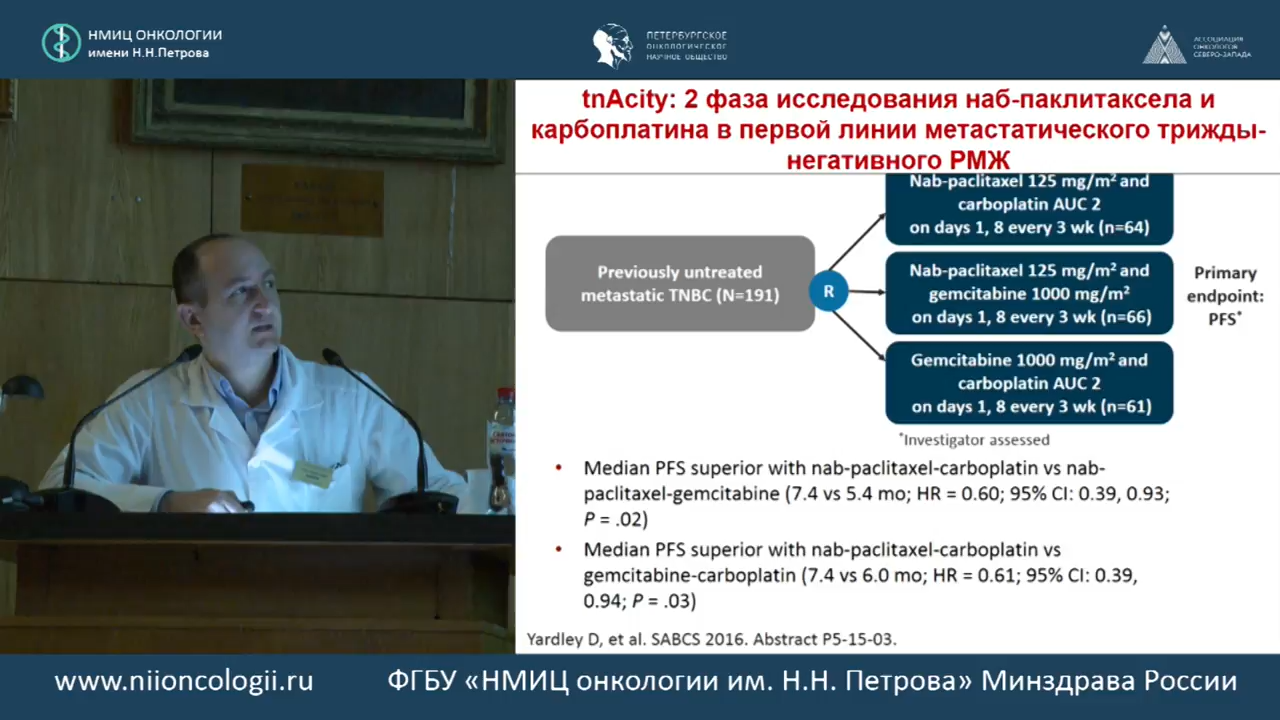 НМИЦ ОНКОЛОГИИ
имени Н.Н.Петрова
ПЕТЕРБУРГСКОЕ
ОНКОЛОГИЧЕСКОЕ
НАУЧНОЕ ОБЩЕСТВО
АССОЦИАЦИЯ
ОНКОЛОГОВ
СЕВЕРО-ЗАПАДА
tnAcity: 2 фаза исследования наб-паклитаксела и
карбоплатина в первой линии метастатического трижды-
негативного РМЖ
Previously untreated
metastatic TNBC (N=191)
R
Nab-paclitaxel 125 mg/m² and
carboplatin AUC 2
on days 1, 8 every 3 wk (n=64)
Nab-paclitaxel 125 mg/m² and
gemcitabine 1000 mg/m²
on days 1, 8 every 3 wk (n=66)
Gemcitabine 1000 mg/m² and
carboplatin AUC 2
on days 1, 8 every 3 wk (n=61)
Primary
endpoint:
PFS*
*Investigator assessed
• Median PFS superior with nab-paclitaxel-carboplatin vs nab-
paclitaxel-gemcitabine (7.4 vs 5.4 mo; HR = 0.60; 95% CI: 0.39, 0.93;
P = .02)
• Median PFS superior with nab-paclitaxel-carboplatin vs
gemcitabine-carboplatin (7.4 vs 6.0 mo; HR = 0.61; 95% CI: 0.39,
0.94; P = .03)
Yardley D, et al. SABCS 2016. Abstract P5-15-03.
www.niioncologii.ru
ФГБУ «НМИЦ онкологии им. Н.Н. Петрова» Минздрава России